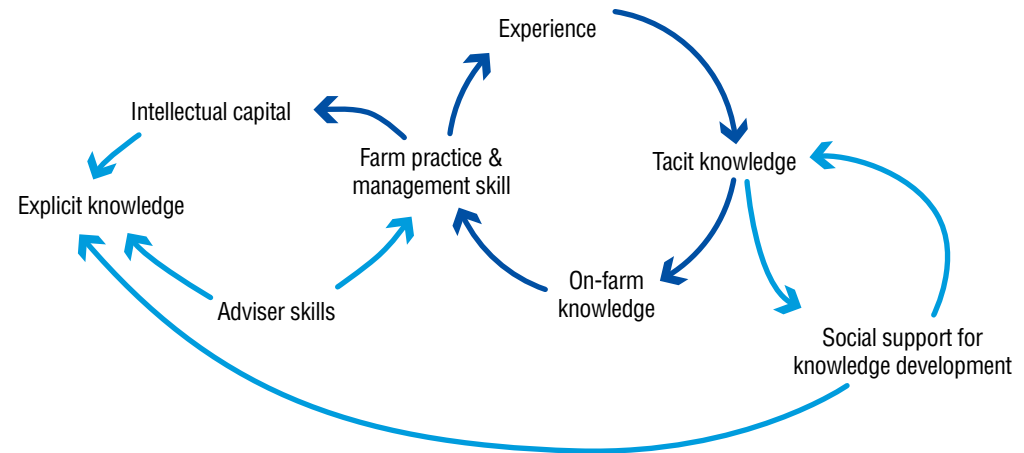 Experience
Intellectual capital
Farm practice &
management skill
Tacit knowledge
Explicit knowledge
On-farm
knowledge
Adviser skills
Social support for
knowledge development